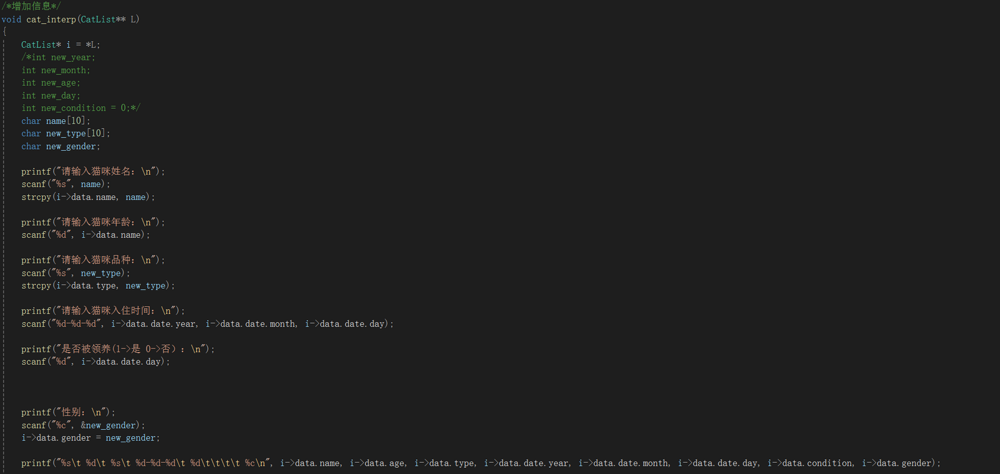 /*增加信息*/
void cat_interp(CatList** L)
{
CatList* i = *L;
/*int new_year;
int new_month;
int new_age;
int new_day;
int new_condition = 0;*/
char name[10];
char new_type[10];
char new_gender;
printf("请输入猫咪姓名：\n");
scanf("%s", name);
strcpy(i->data.name, name);
printf("请输入猫咪年龄：\n");
scanf("%d", i->data.name);
printf("请输入猫咪品种：\n");
scanf("%s", new_type);
strcpy(i->data.type, new_type);
printf("请输入猫咪入住时间：\n");
scanf("%d-%d-%d", i->data.date.year, i->data.date.month, i->data.date.day);
printf("是否被领养(1->是 0->否）：\n");
scanf("%d", i->data.date.day);
printf("性别：\n");
scanf("%c", &new_gender);
i->data.gender = new_gender;
printf("%s\t %d\t %s\t %d-%d-%d\t %d\t\t\t\t %c\n", i->data.name, i->data.age, i->data.type, i->data.date.year, i->data.date.month, i->data.date.day, i->data.condition, i->data.gender);